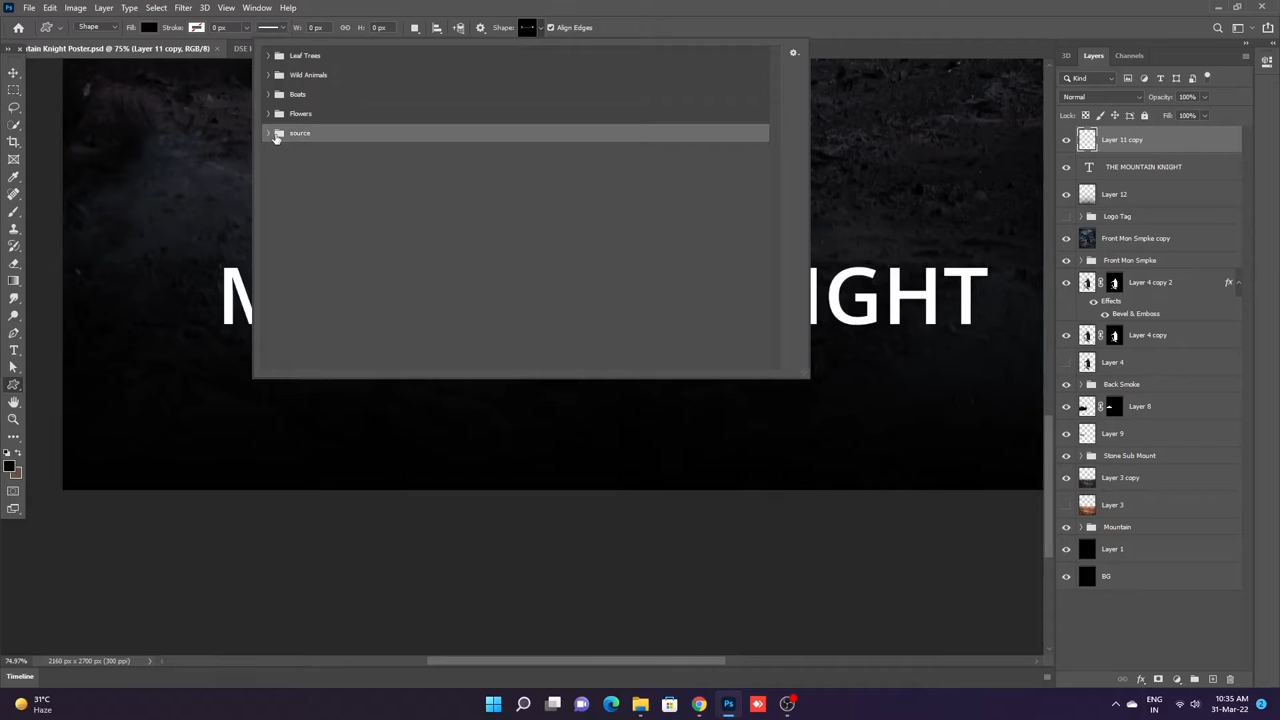 File Edit Image Layer Type Select Filter 3D View Window Help
Shape Fill: Stroke: 0 px W: 0 px H: 0 px Shape: Align Edges
tain Knight Poster.psd @ 75% (Layer 11 copy, RGB/8) × DSE
Leaf Trees
Wild Animals
Boats
Flowers
source
M IGHT
3D Layers Channels
Kind
Normal Opacity: 100%
Lock: Fill: 100%
Layer 11 copy
T THE MOUNTAIN KNIGHT
Layer 12
Logo Tag
Front Mon Smpke copy
Front Mon Smpke
Layer 4 copy 2 fx
Effects
Bevel & Emboss
Layer 4 copy
Layer 4
Back Smoke
Layer 8
Layer 9
Stone Sub Mount
Layer 3 copy
Layer 3
Mountain
Layer 1
BG
74.97% 2160 px x 2700 px (300 ppi)
Timeline
31°C
Haze
ENG
IN
10:35 AM
31-Mar-22
2